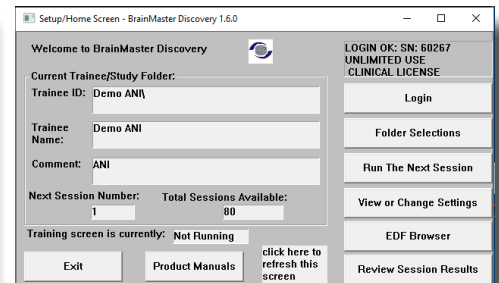 Setup/Home Screen - BrainMaster Discovery 1.6.0
Welcome to BrainMaster Discovery
LOGIN OK: SN: 60267
UNLIMITED USE
CLINICAL LICENSE
Current Trainee/Study Folder:
Trainee ID: Demo ANI\
Trainee Name: Demo ANI
Comment: ANI
Next Session Number: Total Sessions Available:
1 80
Training screen is currently: Not Running
Exit
Product Manuals
click here to
refresh this
screen
Login
Folder Selections
Run The Next Session
View or Change Settings
EDF Browser
Review Session Results